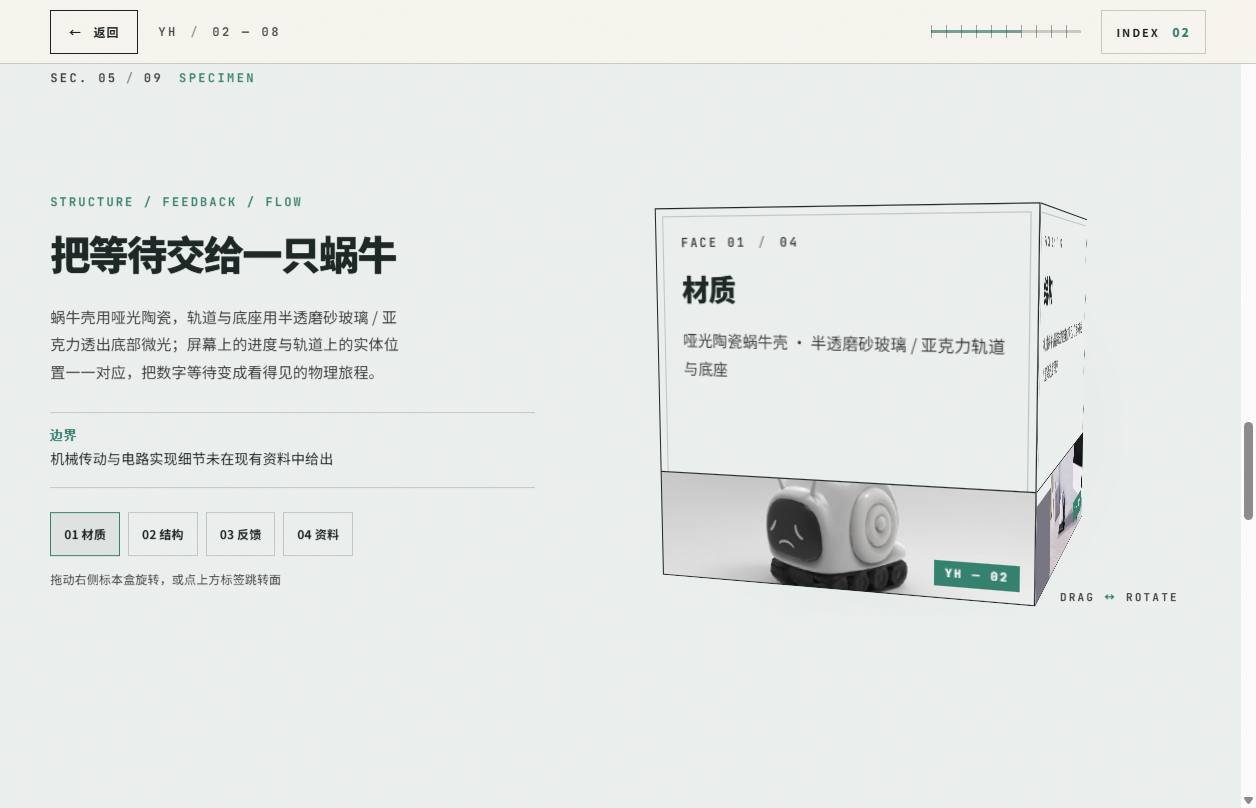 ← 返回
YH / 02 — 08
INDEX 02
SEC. 05 / 09 SPECIMEN
STRUCTURE / FEEDBACK / FLOW
把等待交给一只蜗牛
蜗牛壳用哑光陶瓷，轨道与底座用半透磨砂玻璃 / 亚
克力透出底部微光；屏幕上的进度与轨道上的实体位
置一一对应，把数字等待变成看得见的物理旅程。
边界
机械传动与电路实现细节未在现有资料中给出
01 材质
02 结构
03 反馈
04 资料
拖动右侧标本盒旋转，或点上方标签跳转面
FACE 01 / 04
材质
哑光陶瓷蜗牛壳 · 半透磨砂玻璃 / 亚克力轨道
与底座
YH — 02
DRAG ↔ ROTATE